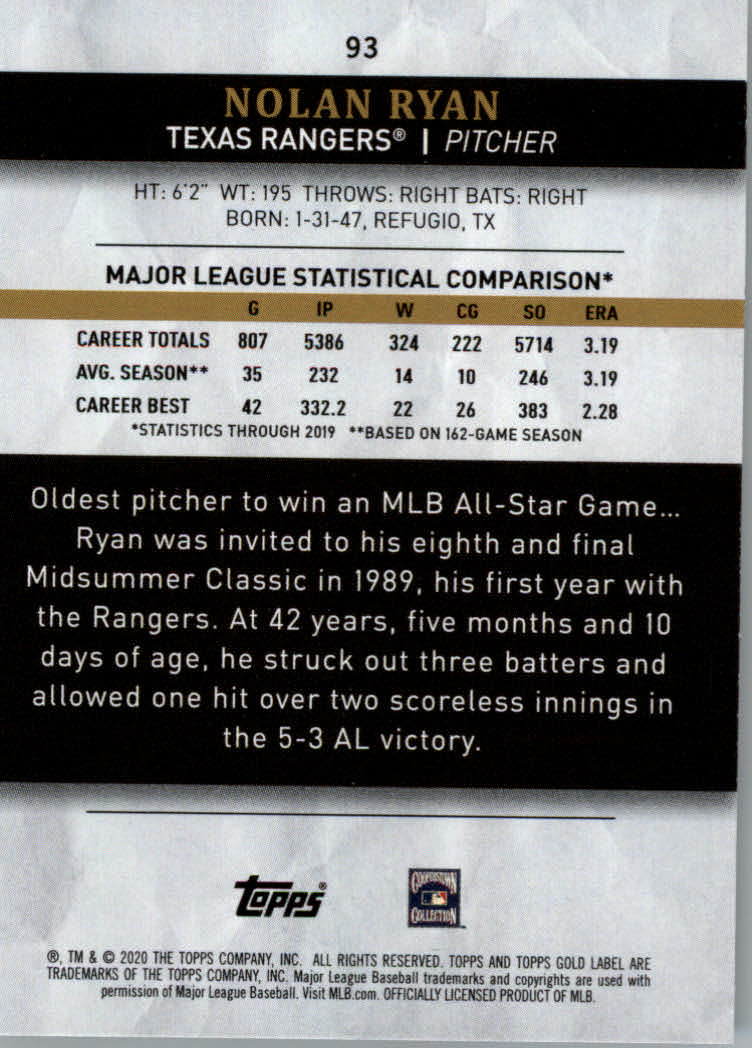 93
NOLAN RYAN
TEXAS RANGERS® | PITCHER
HT: 6'2" WT: 195 THROWS: RIGHT BATS: RIGHT
BORN: 1-31-47, REFUGIO, TX
MAJOR LEAGUE STATISTICAL COMPARISON*
G IP W CG SO ERA
CAREER TOTALS 807 5386 324 222 5714 3.19
AVG. SEASON** 35 232 14 10 246 3.19
CAREER BEST 42 332.2 22 26 383 2.28
*STATISTICS THROUGH 2019 **BASED ON 162-GAME SEASON
Oldest pitcher to win an MLB All-Star Game...
Ryan was invited to his eighth and final
Midsummer Classic in 1989, his first year with
the Rangers. At 42 years, five months and 10
days of age, he struck out three batters and
allowed one hit over two scoreless innings in
the 5-3 AL victory.
topps®
COOPERSTOWN
COLLECTION
®, TM & © 2020 THE TOPPS COMPANY, INC. ALL RIGHTS RESERVED. TOPPS AND TOPPS GOLD LABEL ARE
TRADEMARKS OF THE TOPPS COMPANY, INC. Major League Baseball trademarks and copyrights are used with
permission of Major League Baseball. Visit MLB.com. OFFICIALLY LICENSED PRODUCT OF MLB.